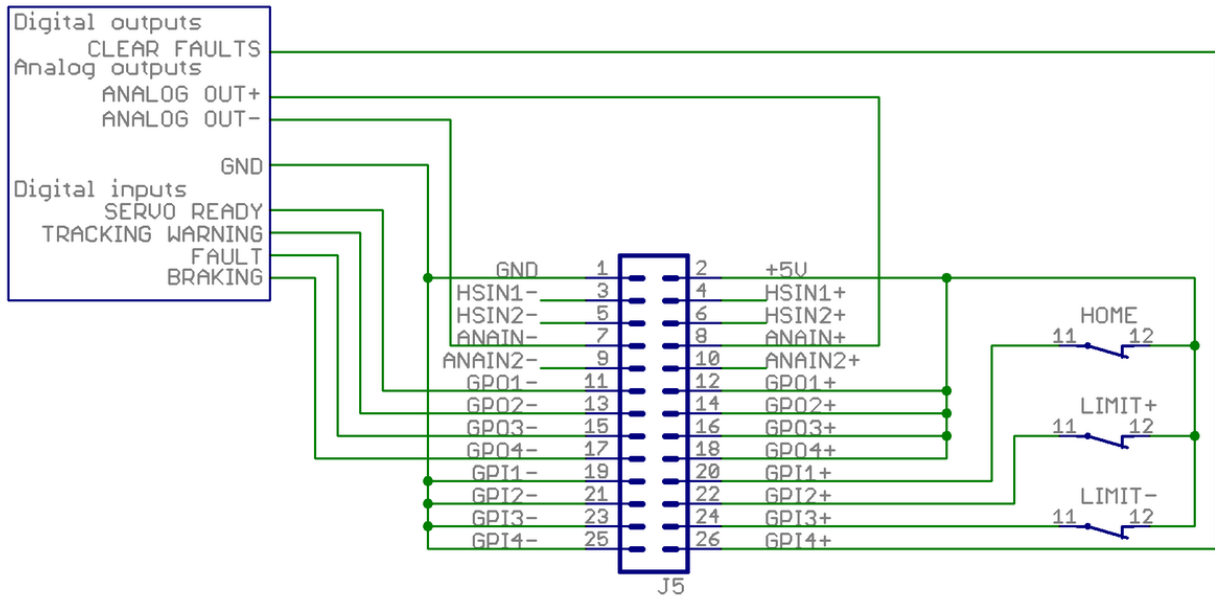 Digital outputs
CLEAR FAULTS
Analog outputs
ANALOG OUT+
ANALOG OUT-
GND
Digital inputs
SERVO READY
TRACKING WARNING
FAULT
BRAKING
GND 1 2 +5V
HSIN1- 3 4 HSIN1+
HSIN2- 5 6 HSIN2+
ANAIN- 7 8 ANAIN+
ANAIN2- 9 10 ANAIN2+
GPO1- 11 12 GPO1+
GPO2- 13 14 GPO2+
GPO3- 15 16 GPO3+
GPO4- 17 18 GPO4+
GPI1- 19 20 GPI1+
GPI2- 21 22 GPI2+
GPI3- 23 24 GPI3+
GPI4- 25 26 GPI4+
J5
HOME
11 12
LIMIT+
11 12
LIMIT-
11 12